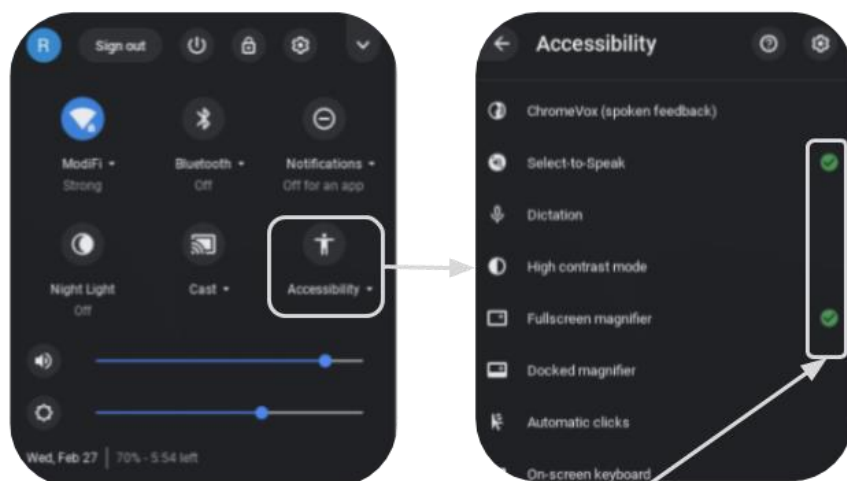 R
Sign out
ModiFi
Strong
Bluetooth
Off
Notifications
Off for an app
Night Light
Off
Cast
Accessibility
Wed, Feb 27
70% - 5:54 left
Accessibility
ChromeVox (spoken feedback)
Select-to-Speak
Dictation
High contrast mode
Fullscreen magnifier
Docked magnifier
Automatic clicks
On-screen keyboard